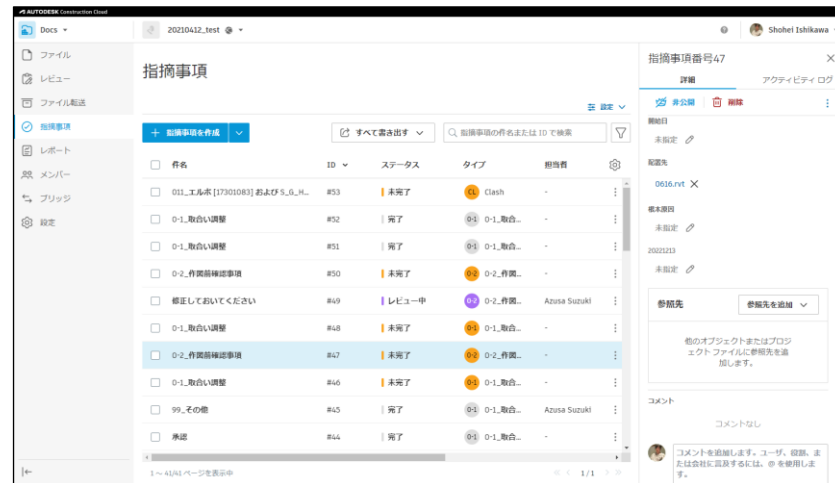 AUTODESK Construction Cloud
Docs
20210412_test
Shohei Ishikawa
ファイル
レビュー
ファイル転送
指摘事項
レポート
メンバー
ブリッジ
設定
指摘事項
設定
指摘事項を作成
すべて書き出す
指摘事項の件名または ID で検索
件名 ID ステータス タイプ 担当者
011_エルボ [17301083] および S_G_H... #53 未完了 CL Clash -
0-1_取合い調整 #52 完了 0-1 0-1_取合... -
0-1_取合い調整 #51 完了 0-1 0-1_取合... -
0-2_作図前確認事項 #50 未完了 0-2 0-2_作図... -
修正しておいてください #49 レビュー中 0-2 0-2_作図... Azusa Suzuki
0-1_取合い調整 #48 未完了 0-1 0-1_取合... -
0-2_作図前確認事項 #47 未完了 0-2 0-2_作図... -
0-1_取合い調整 #46 未完了 0-1 0-1_取合... -
99_その他 #45 完了 0-1 0-1_取合... Azusa Suzuki
承認 #44 完了 0-1 0-1_取合... -
1 ～ 41/41 ページを表示中
1/1
指摘事項番号47
詳細 アクティビティ ログ
非公開 削除
開始日
未指定
配置先
0616.rvt
根本原因
未指定
20221213
未指定
参照先 参照先を追加
他のオブジェクトまたはプロジ
ェクト ファイルに参照先を追
加します。
コメント
コメントなし
コメントを追加します。ユーザ、役割、ま
たは会社に言及するには、@ を使用しま
す。